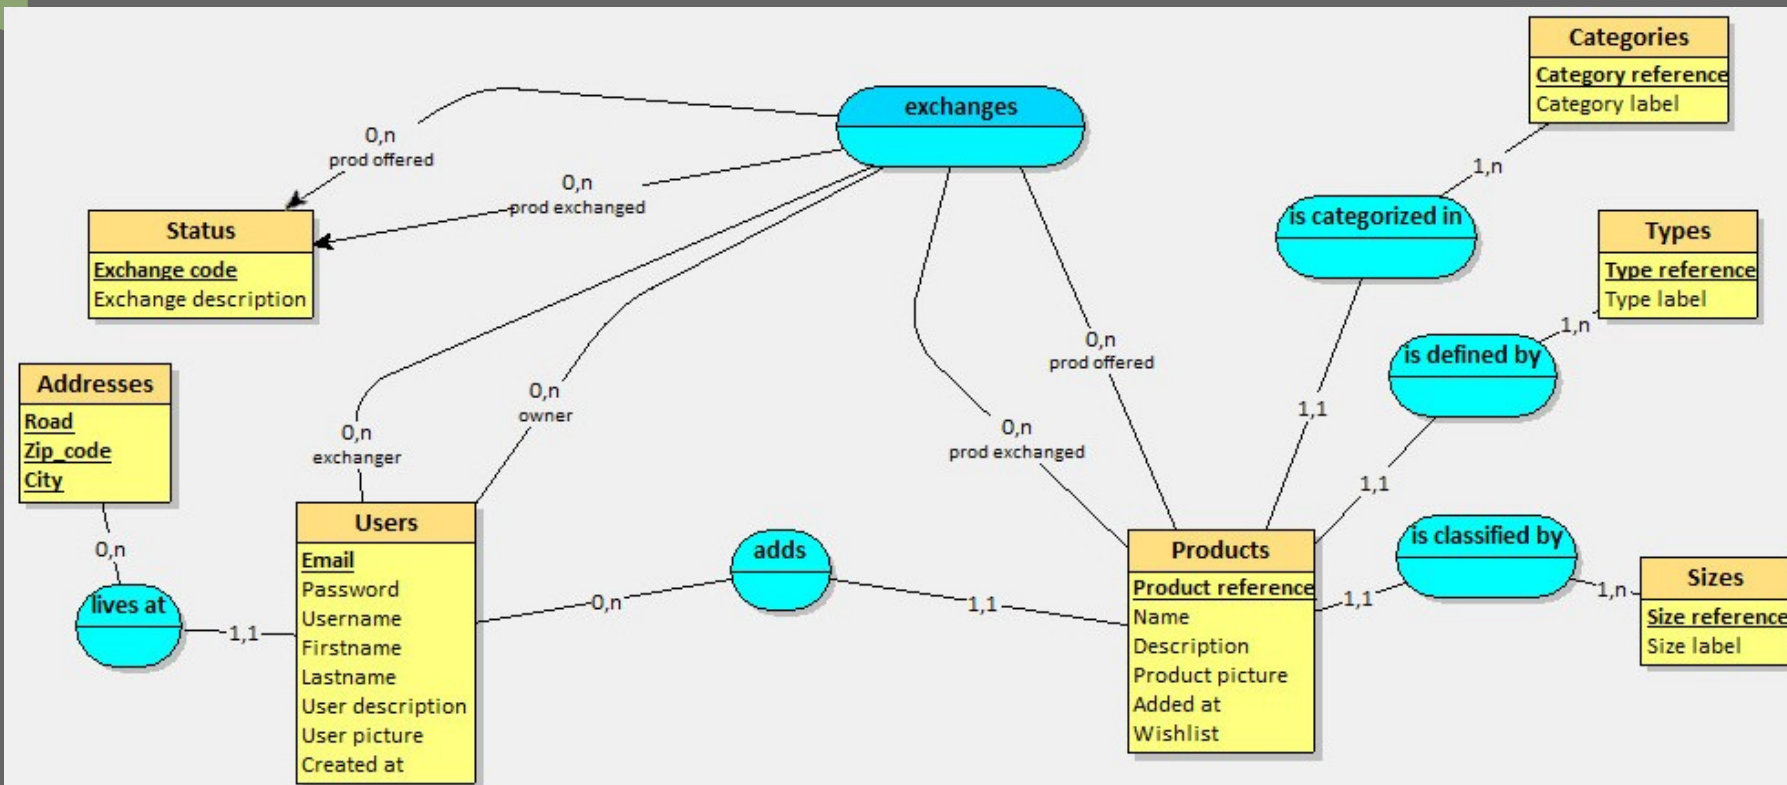 Categories
Category reference
Category label
exchanges
0,n
prod offered
0,n
prod exchanged
1,n
is categorized in
Status
Exchange code
Exchange description
Types
Type reference
Type label
1,n
is defined by
0,n
prod offered
Addresses
Road
Zip_code
City
0,n
owner
0,n
exchanger
0,n
prod exchanged
1,1
1,1
0,n
lives at
1,1
Users
Email
Password
Username
Firstname
Lastname
User description
User picture
Created at
0,n
adds
1,1
Products
Product reference
Name
Description
Product picture
Added at
Wishlist
1,1
is classified by
1,n
Sizes
Size reference
Size label